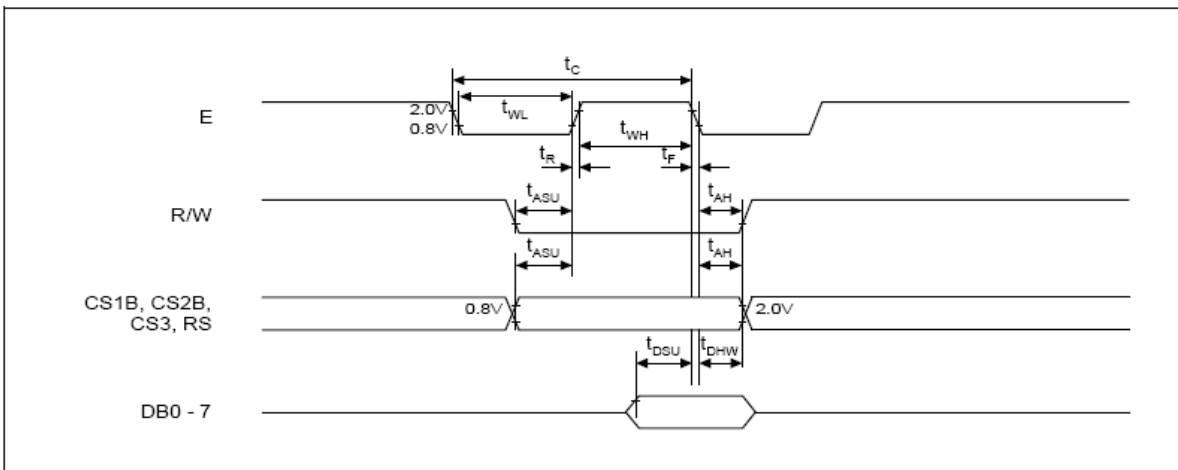 tC
E
2.0V
tWL
0.8V
tWH
tR
tF
tASU
tAH
R/W
tASU
tAH
CS1B, CS2B,
CS3, RS
0.8V
2.0V
tDSU
tDHW
DB0 - 7